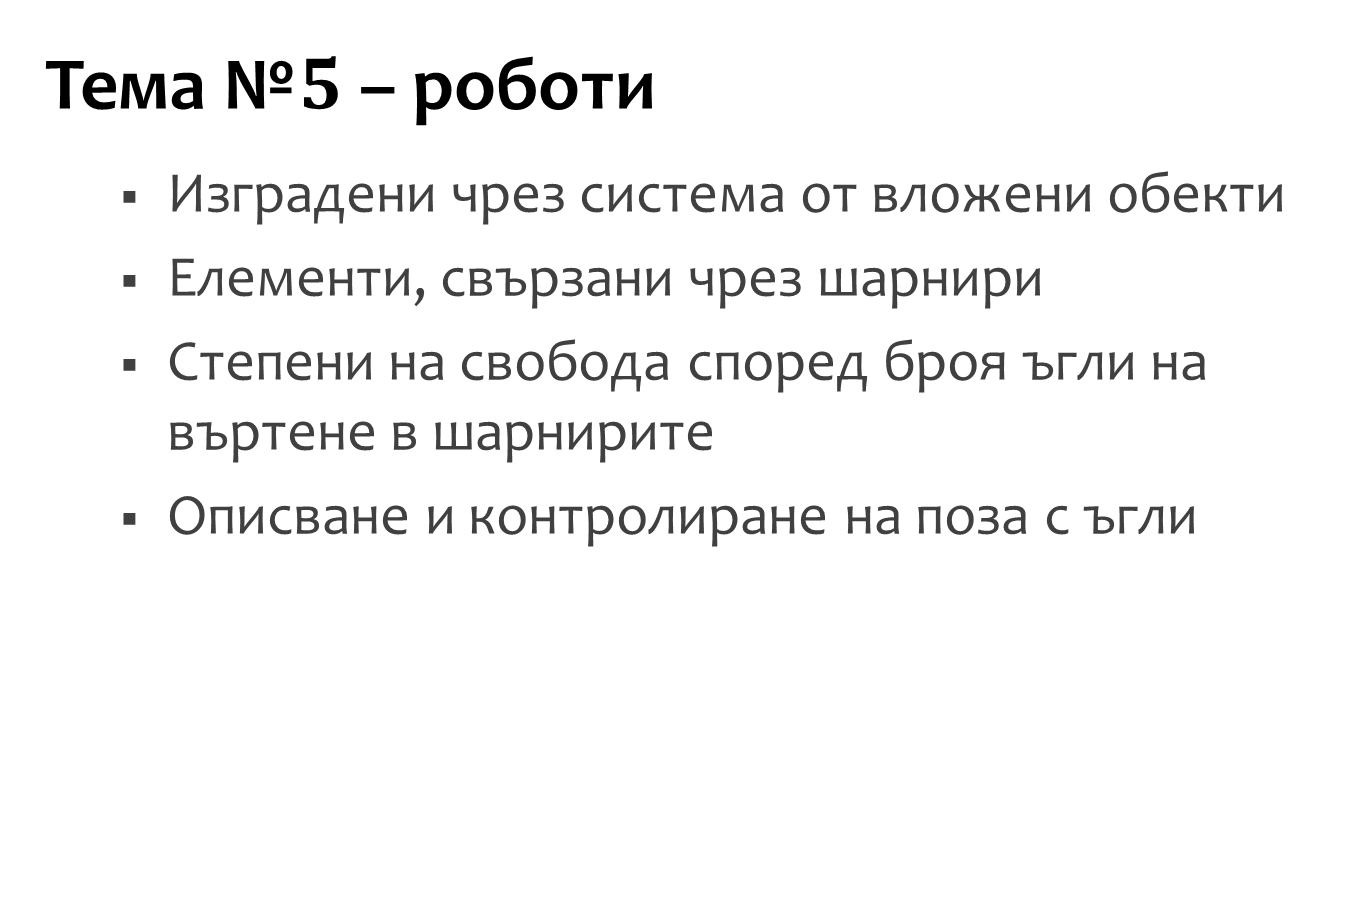 Тема №5 – роботи
▪ Изградени чрез система от вложени обекти
▪ Елементи, свързани чрез шарнири
▪ Степени на свобода според броя ъгли на
въртене в шарнирите
▪ Описване и контролиране на поза с ъгли